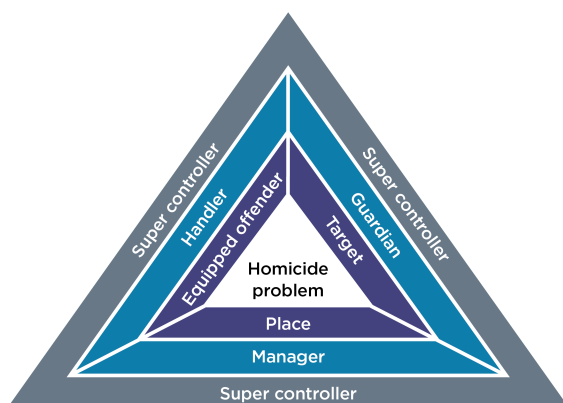 Super controller
Super controller
Handler
Guardian
Equipped offender
Target
Homicide
problem
Place
Manager
Super controller